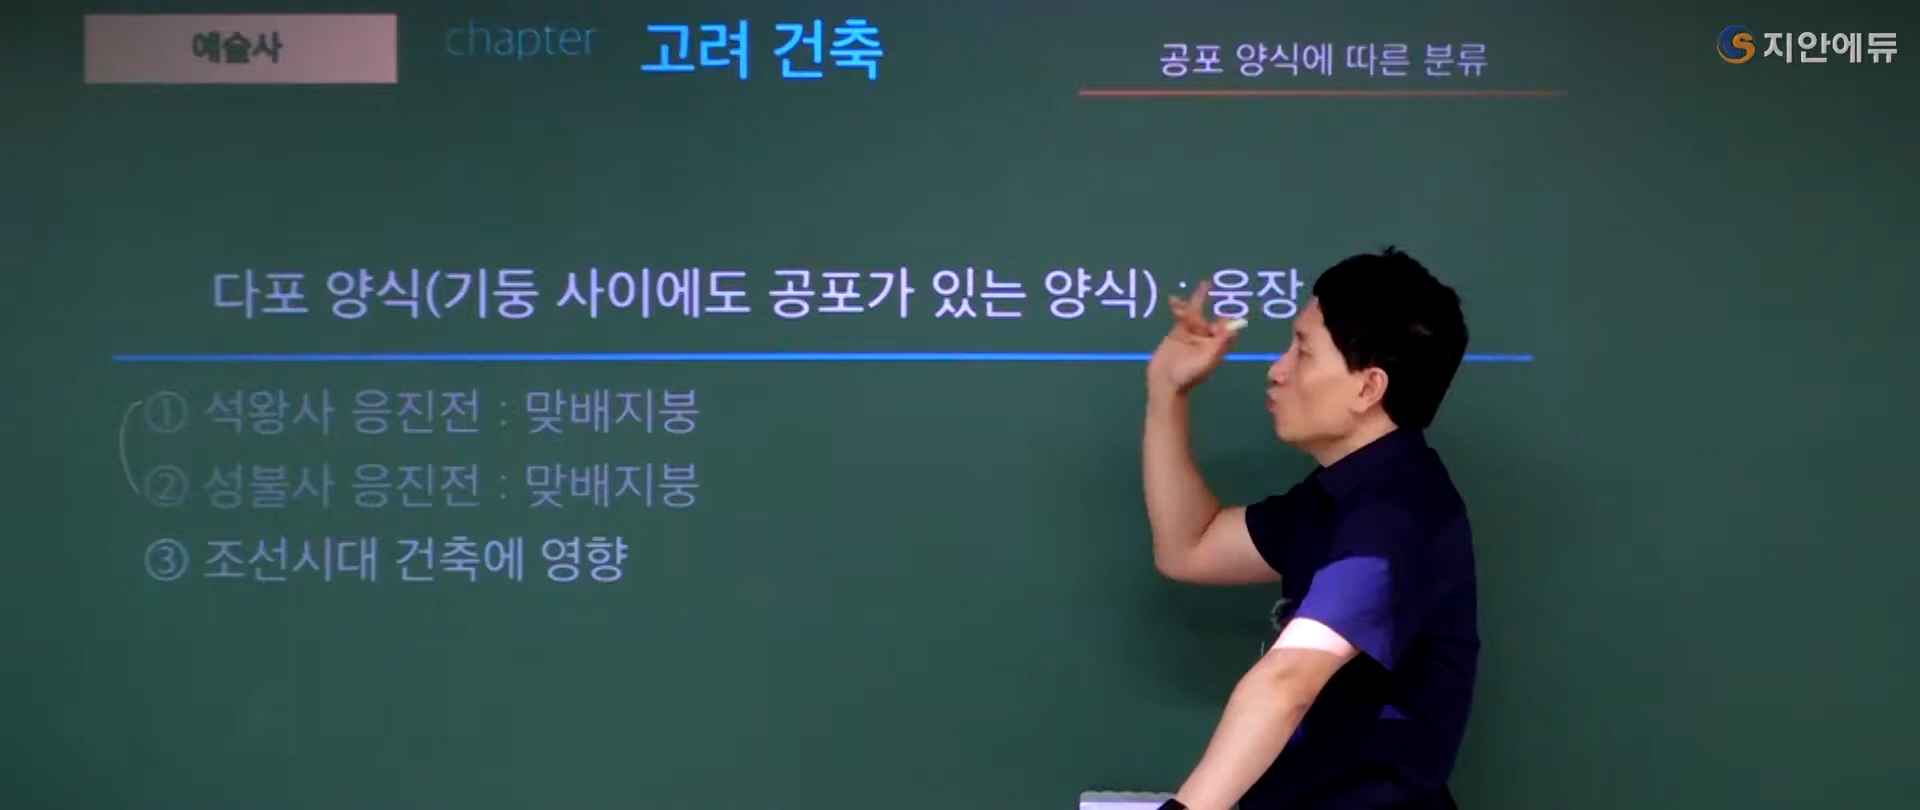 예술사
chapter 고려 건축
공포 양식에 따른 분류
지안에듀
다포 양식(기둥 사이에도 공포가 있는 양식) : 웅장
① 석왕사 응진전 : 맞배지붕
② 성불사 응진전 : 맞배지붕
③ 조선시대 건축에 영향